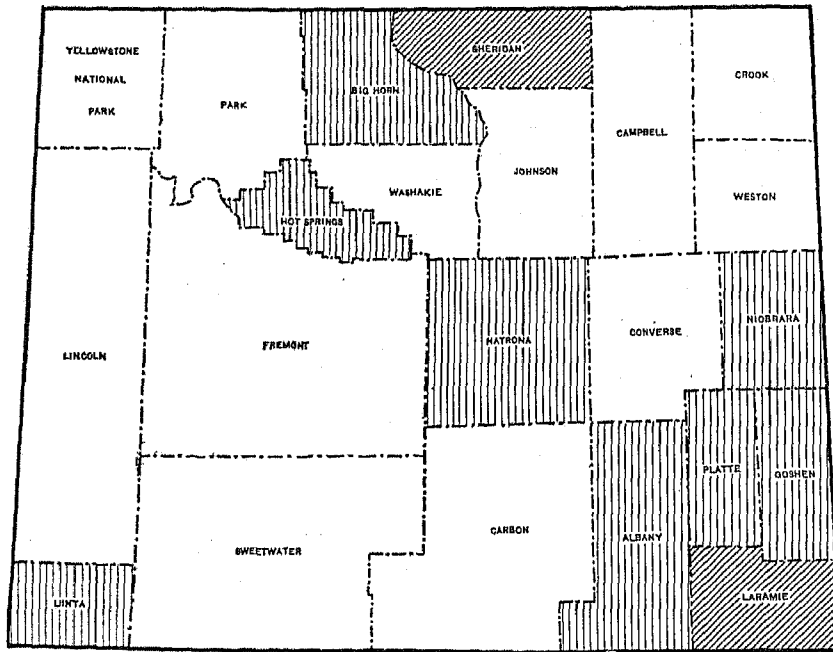 YELLOWSTONE
NATIONAL
PARK
PARK
BIG HORN
SHERIDAN
CROOK
CAMPBELL
JOHNSON
WASHAKIE
WESTON
HOT SPRINGS
LINCOLN
FREMONT
NATRONA
CONVERSE
NIOBRARA
PLATTE
GOSHEN
ALBANY
CARBON
SWEETWATER
UINTA
LARAMIE